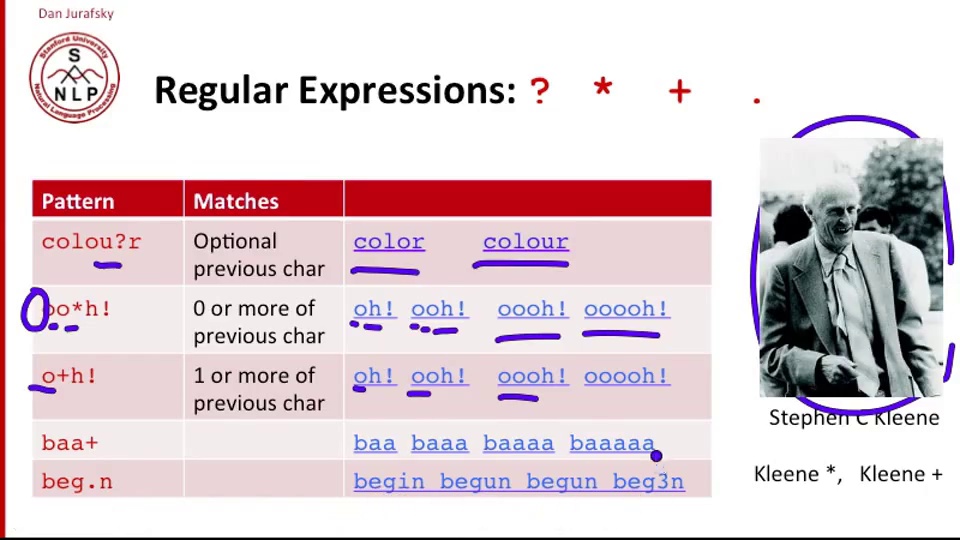 Dan Jurafsky
Stanford University
S
NLP
Natural Language Processing
Regular Expressions: ? * + .
Pattern Matches
colou?r Optional previous char color colour
oo*h! 0 or more of previous char oh! ooh! oooh! ooooh!
o+h! 1 or more of previous char oh! ooh! oooh! ooooh!
baa+ baa baaa baaaa baaaaa
beg.n begin begun begun beg3n
Stephen C Kleene
Kleene *, Kleene +